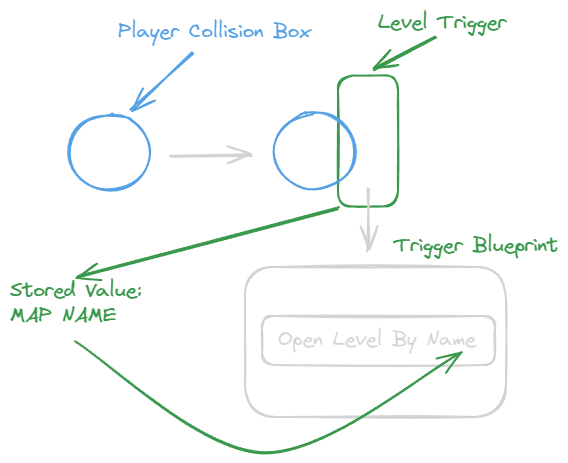 Player Collision Box
Level Trigger
Trigger Blueprint
Stored Value:
MAP NAME
Open Level By Name